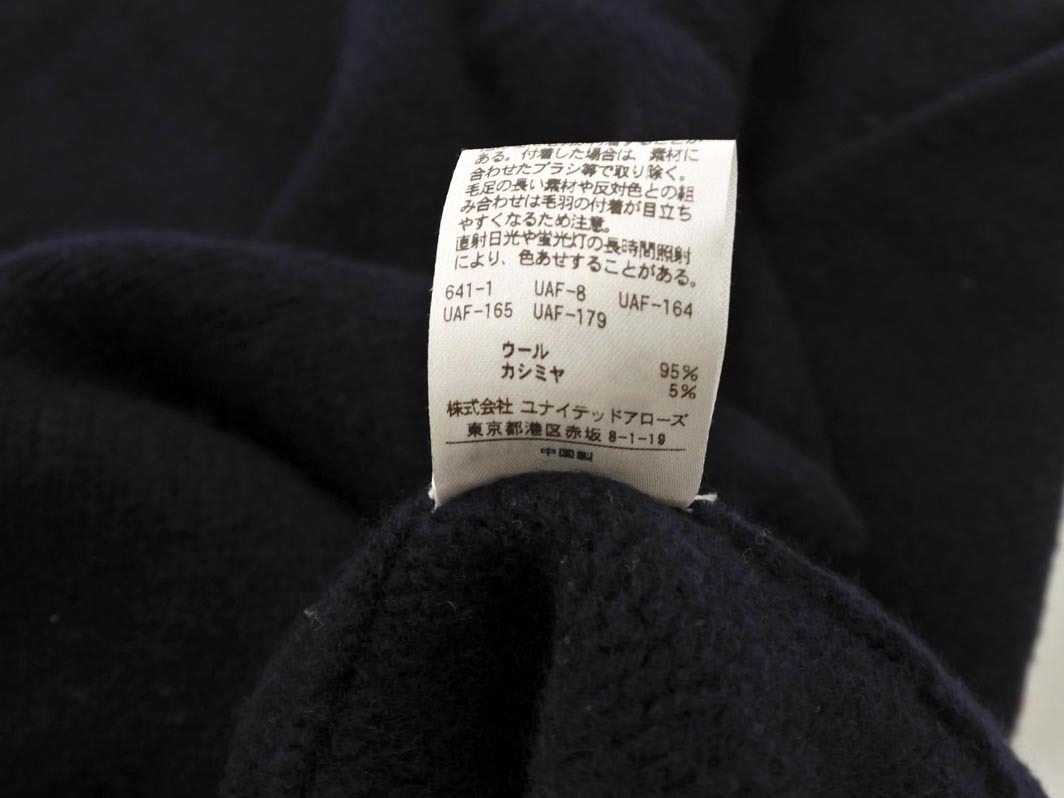 ある。付着した場合は、素材に
合わせたブラシ等で取り除く。
毛足の長い素材や反対色との組
み合わせは毛羽の付着が目立ち
やすくなるため注意。
直射日光や蛍光灯の長時間照射
により、色あせすることがある。
641-1 UAF-8 UAF-164
UAF-165 UAF-179
ウール 95%
カシミヤ 5%
株式会社 ユナイテッドアローズ
東京都港区赤坂 8-1-19
中国製